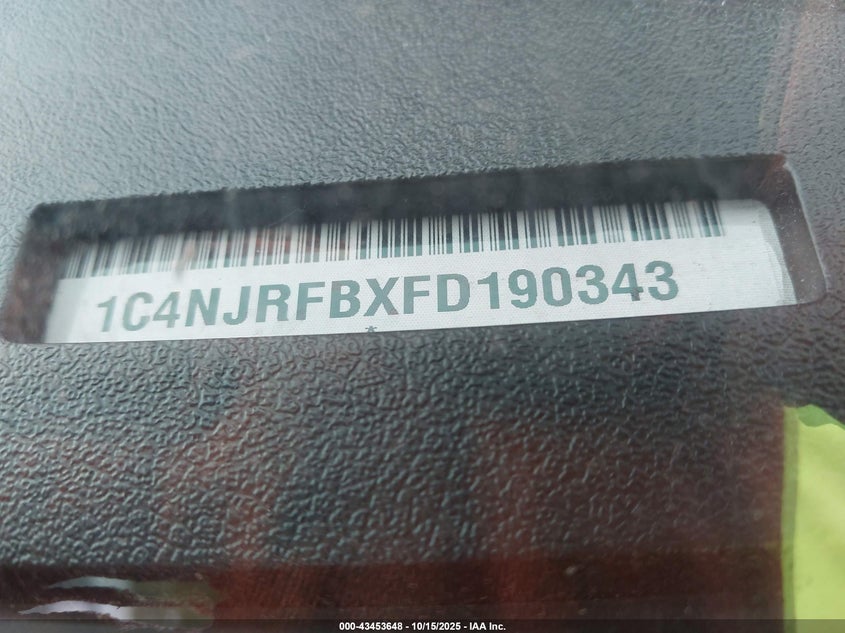 1C4NJRFBXFD190343
*
000-43453648 - 10/15/2025 - IAA Inc.